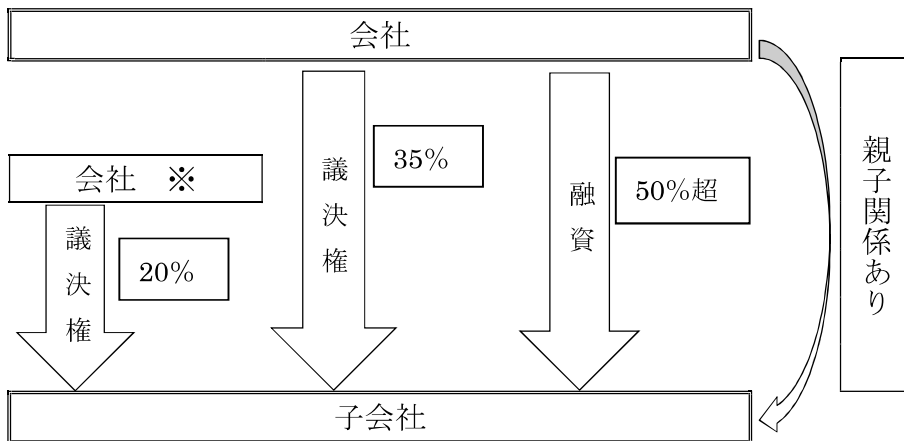 会社
会社 ※
議決権
20%
議決権
35%
融資
50%超
親子関係あり
子会社